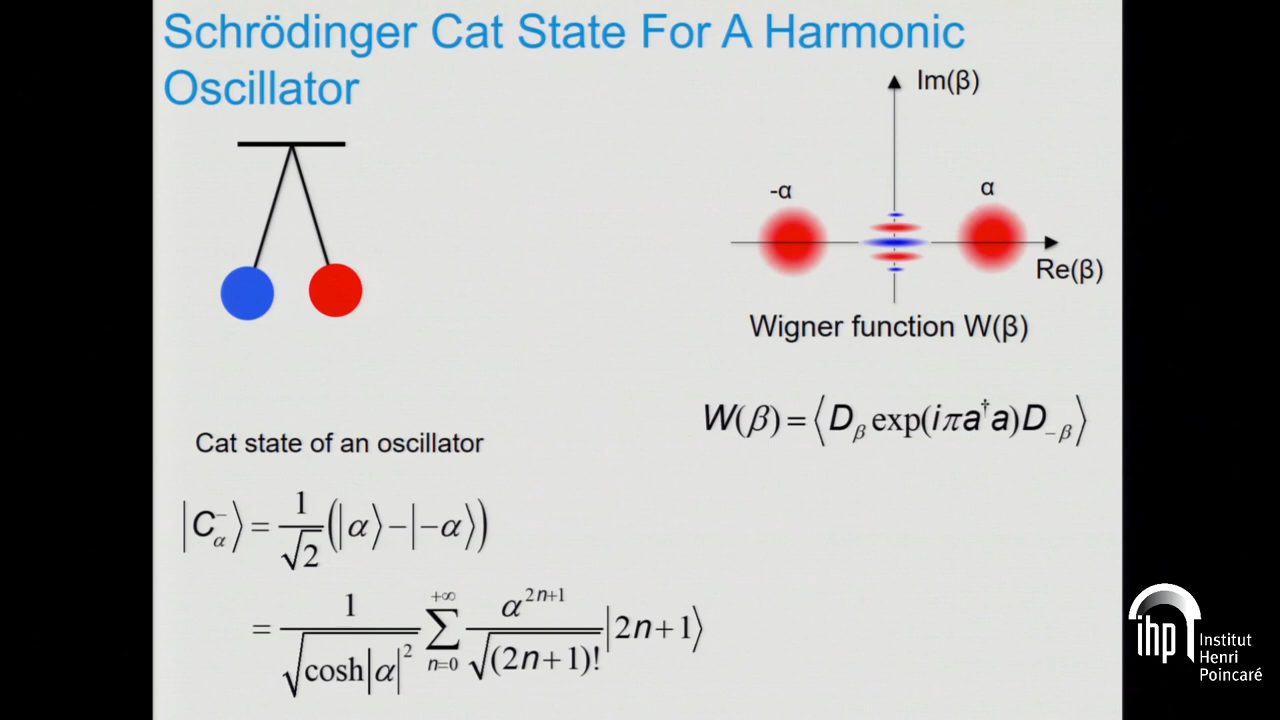 Schrödinger Cat State For A Harmonic
Oscillator
Im(β)
-α
α
Re(β)
Wigner function W(β)
W(β) = ⟨D_β exp(iπa†a)D_{−β}⟩
Cat state of an oscillator
|C_α^−⟩ = 1/√2 (|α⟩−|−α⟩)
= 1/√(cosh|α|²) ∑_{n=0}^{+∞} α^{2n+1}/√((2n+1)!) |2n+1⟩
ihp
Institut
Henri
Poincaré